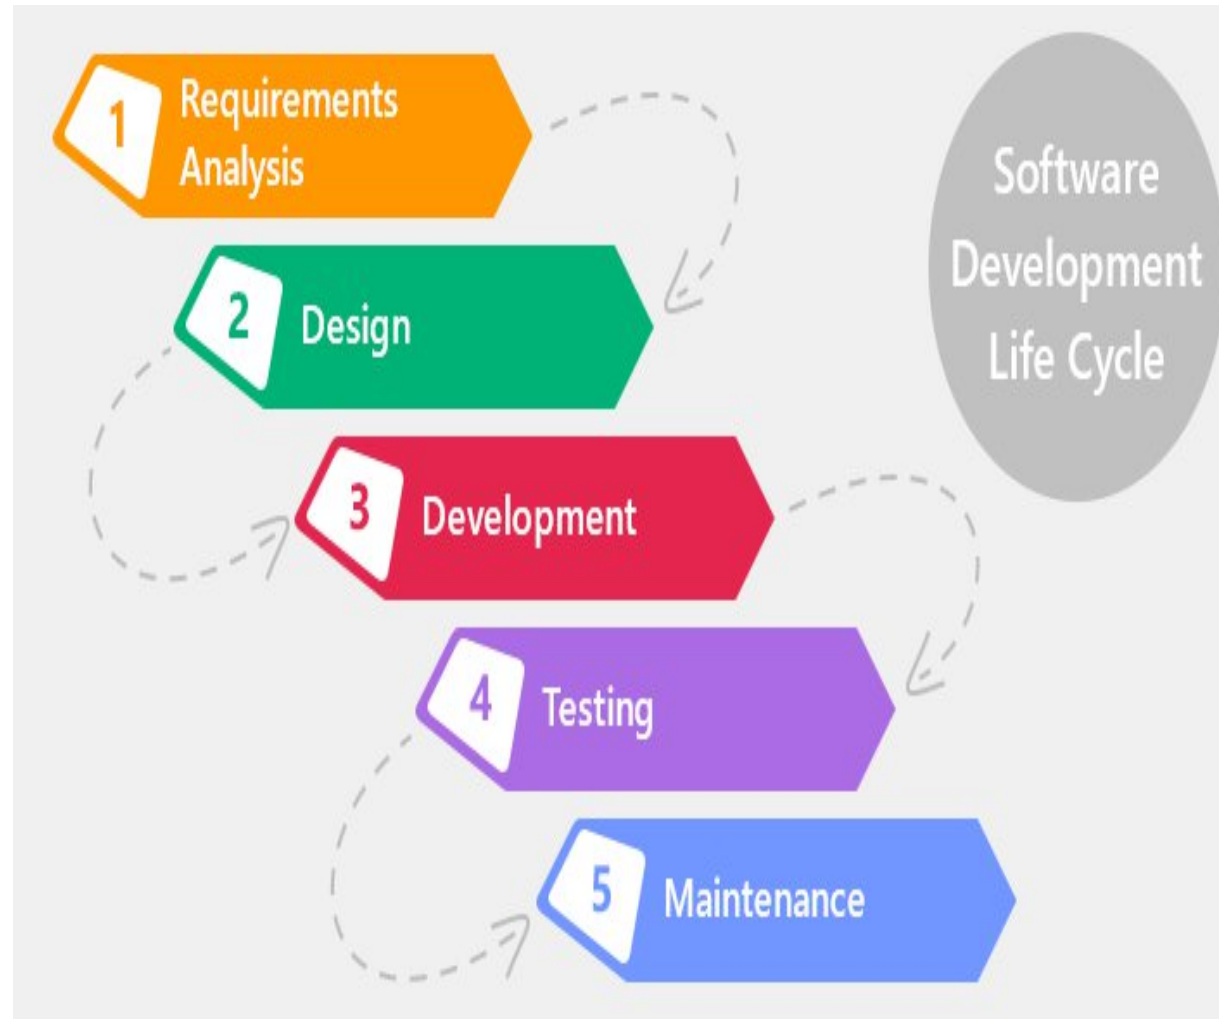 1
Requirements
Analysis
2
Design
3
Development
4
Testing
5
Maintenance
Software
Development
Life Cycle